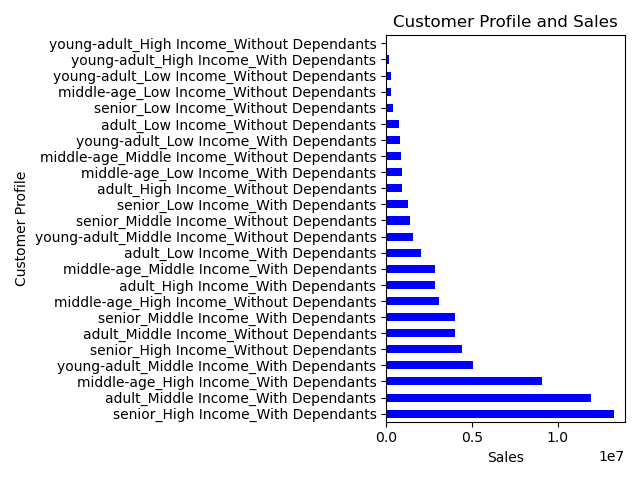 Customer Profile and Sales
young-adult_High Income_Without Dependants
young-adult_High Income_With Dependants
young-adult_Low Income_Without Dependants
middle-age_Low Income_Without Dependants
senior_Low Income_Without Dependants
adult_Low Income_Without Dependants
young-adult_Low Income_With Dependants
middle-age_Middle Income_Without Dependants
middle-age_Low Income_With Dependants
adult_High Income_Without Dependants
senior_Low Income_With Dependants
senior_Middle Income_Without Dependants
young-adult_Middle Income_Without Dependants
adult_Low Income_With Dependants
middle-age_Middle Income_With Dependants
adult_High Income_With Dependants
middle-age_High Income_Without Dependants
senior_Middle Income_With Dependants
adult_Middle Income_Without Dependants
senior_High Income_Without Dependants
young-adult_Middle Income_With Dependants
middle-age_High Income_With Dependants
adult_Middle Income_With Dependants
senior_High Income_With Dependants
Customer Profile
0.0 0.5 1.0
1e7
Sales